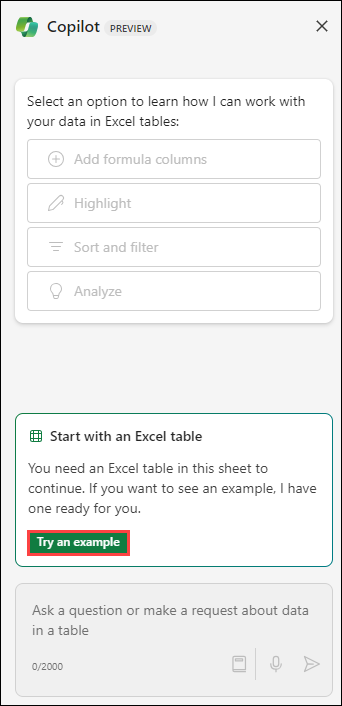 Copilot PREVIEW
Select an option to learn how I can work with
your data in Excel tables:
Add formula columns
Highlight
Sort and filter
Analyze
Start with an Excel table
You need an Excel table in this sheet to
continue. If you want to see an example, I have
one ready for you.
Try an example
Ask a question or make a request about data
in a table
0/2000